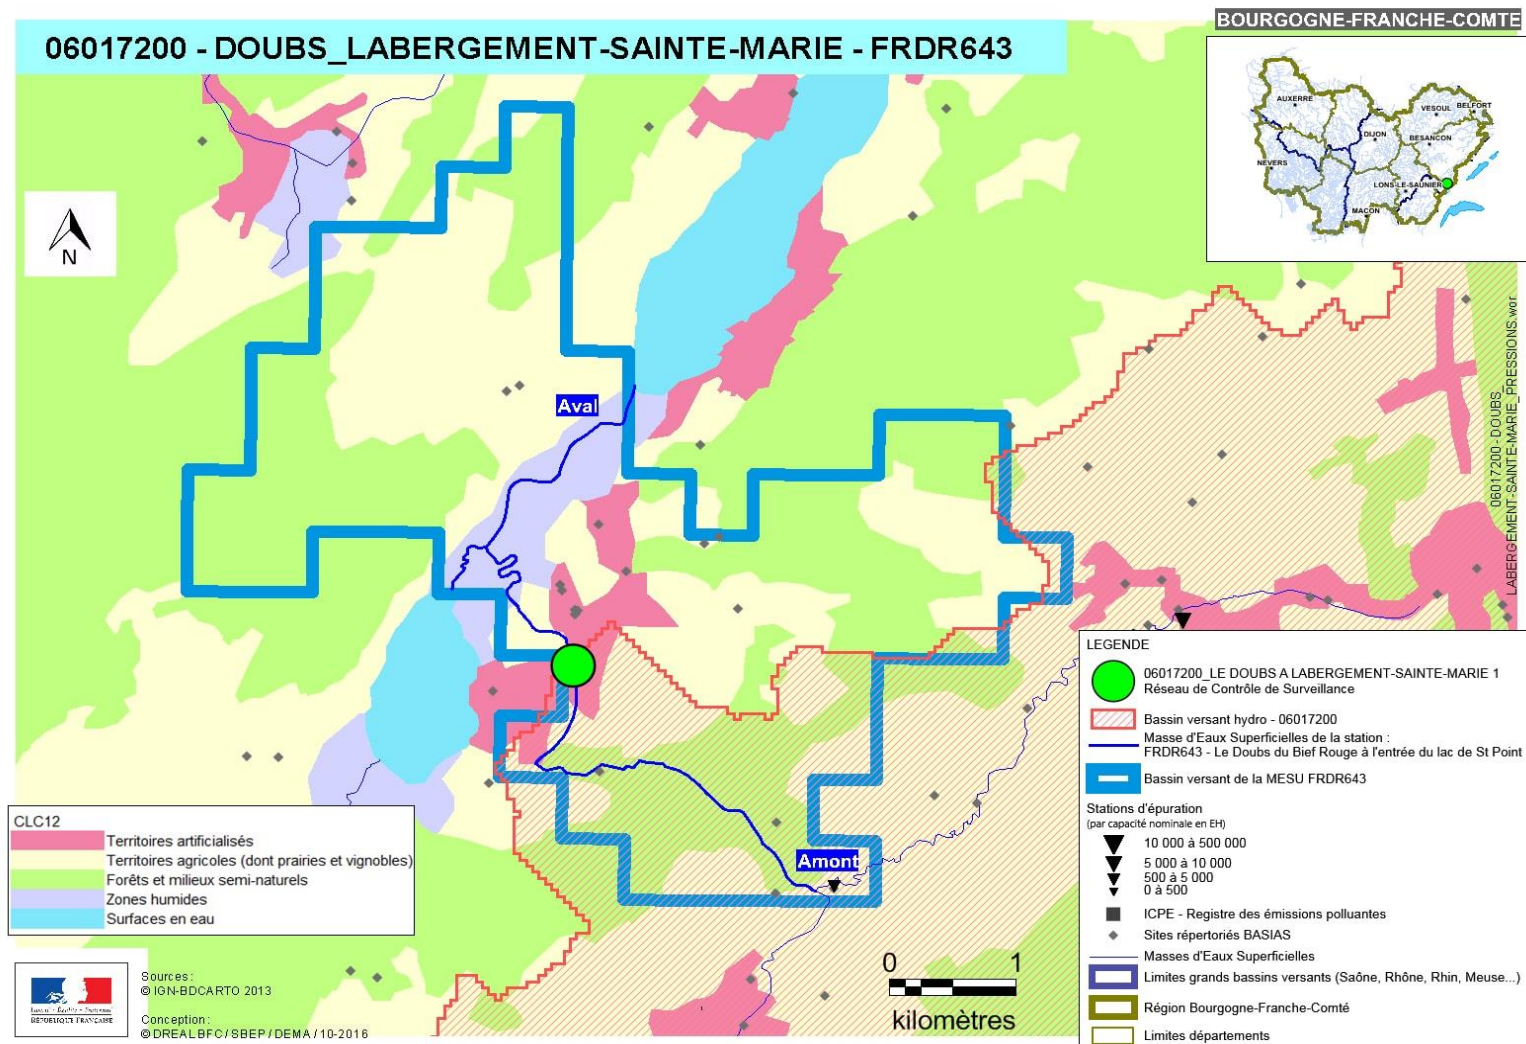 BOURGOGNE-FRANCHE-COMTE
06017200 - DOUBS_LABERGEMENT-SAINTE-MARIE - FRDR643
AUXERRE
VESOUL
BELFORT
DIJON
BESANCON
NEVERS
LONS-LE-SAUNIER
MACON
N
Aval
Amont
06017200 - DOUBS_
LABERGEMENT-SAINTE-MARIE_PRESSIONS.wor
LEGENDE
06017200_LE DOUBS A LABERGEMENT-SAINTE-MARIE 1
Réseau de Contrôle de Surveillance
Bassin versant hydro - 06017200
Masse d'Eaux Superficielles de la station :
FRDR643 - Le Doubs du Bief Rouge à l'entrée du lac de St Point
Bassin versant de la MESU FRDR643
Stations d'épuration
(par capacité nominale en EH)
10 000 à 500 000
5 000 à 10 000
500 à 5 000
0 à 500
ICPE - Registre des émissions polluantes
Sites répertoriés BASIAS
Masses d'Eaux Superficielles
Limites grands bassins versants (Saône, Rhône, Rhin, Meuse...)
Région Bourgogne-Franche-Comté
Limites départements
CLC12
Territoires artificialisés
Territoires agricoles (dont prairies et vignobles)
Forêts et milieux semi-naturels
Zones humides
Surfaces en eau
Liberté • Égalité • Fraternité
RÉPUBLIQUE FRANÇAISE
Sources :
© IGN-BDCARTO 2013
Conception :
© DREAL BFC / SBEP / DEMA / 10-2016
0 1
kilomètres